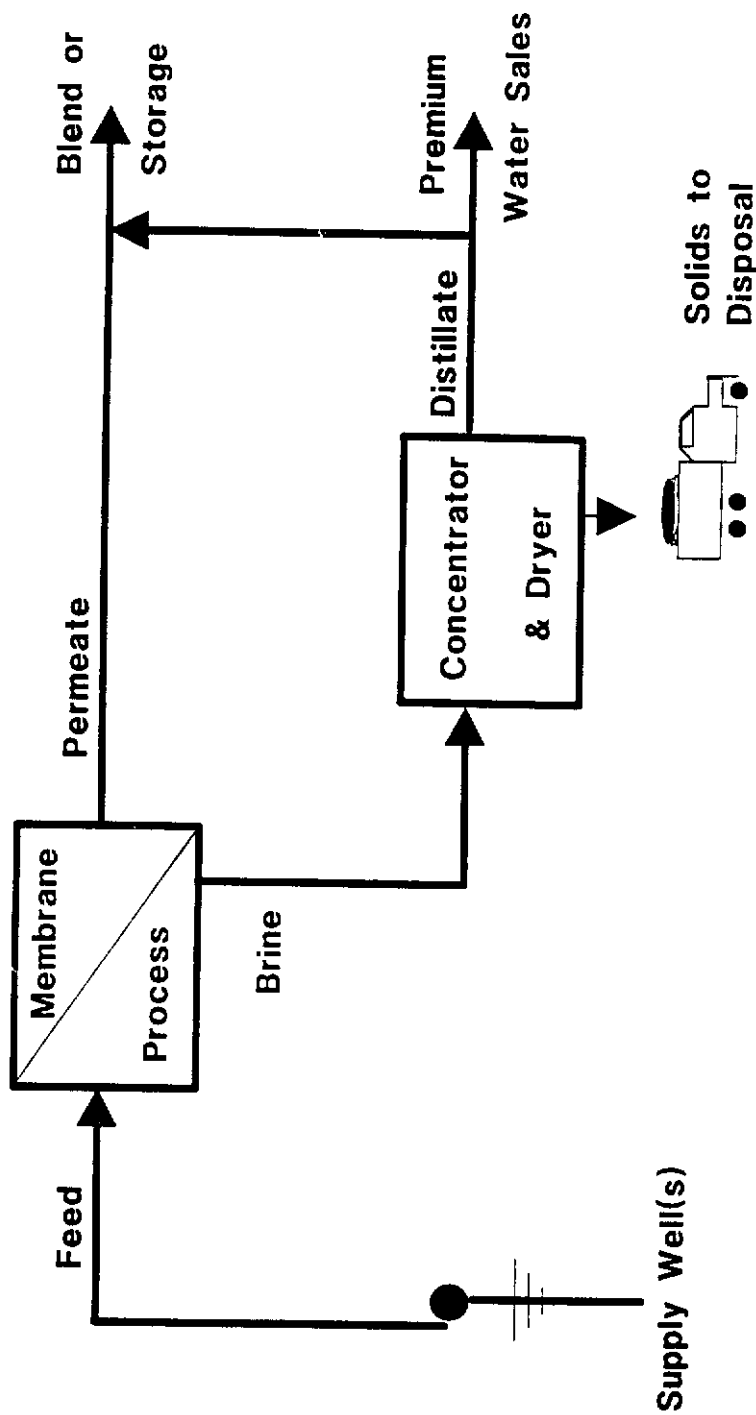 Supply Well(s)
Feed
Membrane
Process
Permeate
Blend or
Storage
Brine
Concentrator
& Dryer
Distillate
Premium
Water Sales
Solids to
Disposal